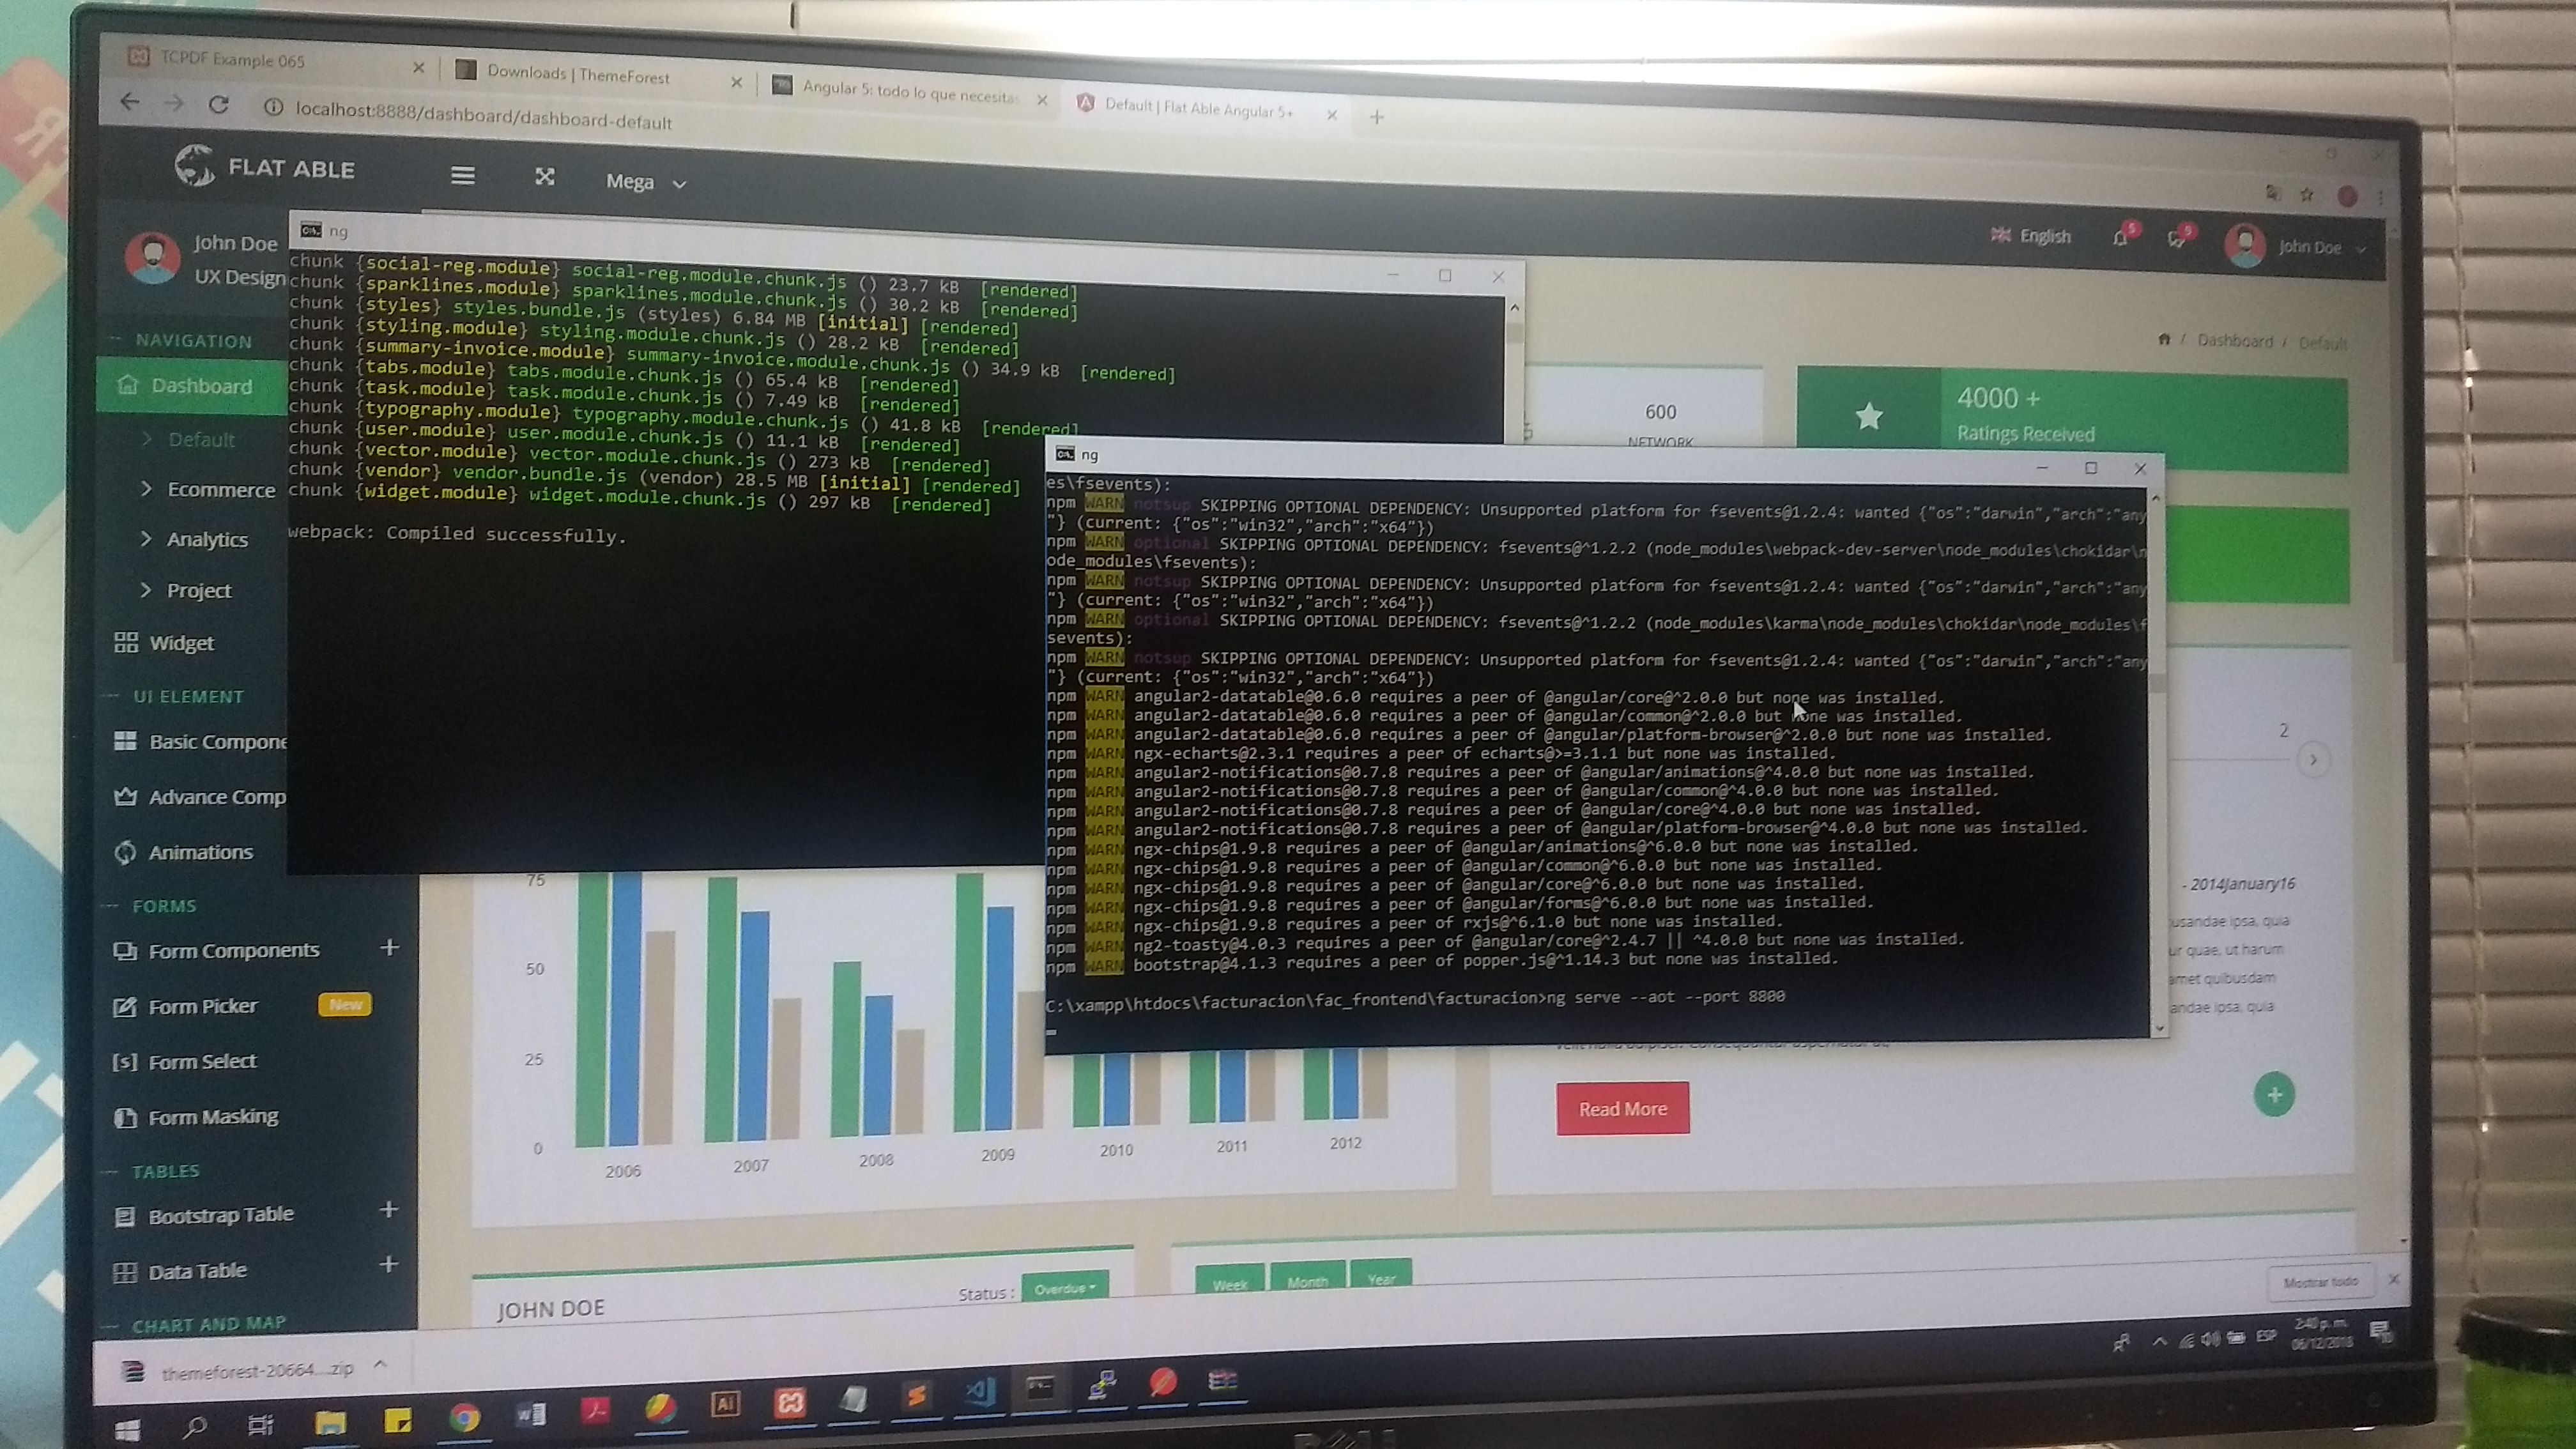 TCPDF Example 065
Downloads | ThemeForest
Angular 5: todo lo que necesitas
Default | Flat Able Angular 5+
localhost:8888/dashboard/dashboard-default
FLAT ABLE
Mega
English
5
9
John Doe
John Doe
UX Design
NAVIGATION
Dashboard
Default
Ecommerce
Analytics
Project
Widget
UI ELEMENT
Basic Compone
Advance Comp
Animations
FORMS
Form Components
Form Picker New
Form Select
Form Masking
TABLES
Bootstrap Table
Data Table
CHART AND MAP
ng
chunk {social-reg.module} social-reg.module.chunk.js () 23.7 kB [rendered]
chunk {sparklines.module} sparklines.module.chunk.js () 30.2 kB [rendered]
chunk {styles} styles.bundle.js (styles) 6.84 MB [initial] [rendered]
chunk {styling.module} styling.module.chunk.js () 28.2 kB [rendered]
chunk {summary-invoice.module} summary-invoice.module.chunk.js () 34.9 kB [rendered]
chunk {tabs.module} tabs.module.chunk.js () 65.4 kB [rendered]
chunk {task.module} task.module.chunk.js () 7.49 kB [rendered]
chunk {typography.module} typography.module.chunk.js () 41.8 kB [rendered]
chunk {user.module} user.module.chunk.js () 11.1 kB [rendered]
chunk {vector.module} vector.module.chunk.js () 273 kB [rendered]
chunk {vendor} vendor.bundle.js (vendor) 28.5 MB [initial] [rendered]
chunk {widget.module} widget.module.chunk.js () 297 kB [rendered]
webpack: Compiled successfully.
Dashboard / Default
600
NETWORK
4000 +
Ratings Received
ng
es\fsevents):
npm WARN notsup SKIPPING OPTIONAL DEPENDENCY: Unsupported platform for fsevents@1.2.4: wanted {"os":"darwin","arch":"any
"} (current: {"os":"win32","arch":"x64"})
npm WARN optional SKIPPING OPTIONAL DEPENDENCY: fsevents@^1.2.2 (node_modules\webpack-dev-server\node_modules\chokidar\n
ode_modules\fsevents):
npm WARN notsup SKIPPING OPTIONAL DEPENDENCY: Unsupported platform for fsevents@1.2.4: wanted {"os":"darwin","arch":"any
"} (current: {"os":"win32","arch":"x64"})
npm WARN optional SKIPPING OPTIONAL DEPENDENCY: fsevents@^1.2.2 (node_modules\karma\node_modules\chokidar\node_modules\f
sevents):
npm WARN notsup SKIPPING OPTIONAL DEPENDENCY: Unsupported platform for fsevents@1.2.4: wanted {"os":"darwin","arch":"any
"} (current: {"os":"win32","arch":"x64"})
npm WARN angular2-datatable@0.6.0 requires a peer of @angular/core@^2.0.0 but none was installed.
npm WARN angular2-datatable@0.6.0 requires a peer of @angular/common@^2.0.0 but none was installed.
npm WARN angular2-datatable@0.6.0 requires a peer of @angular/platform-browser@^2.0.0 but none was installed.
npm WARN ngx-echarts@2.3.1 requires a peer of echarts@>=3.1.1 but none was installed.
npm WARN angular2-notifications@0.7.8 requires a peer of @angular/animations@^4.0.0 but none was installed.
npm WARN angular2-notifications@0.7.8 requires a peer of @angular/common@^4.0.0 but none was installed.
npm WARN angular2-notifications@0.7.8 requires a peer of @angular/core@^4.0.0 but none was installed.
npm WARN angular2-notifications@0.7.8 requires a peer of @angular/platform-browser@^4.0.0 but none was installed.
npm WARN ngx-chips@1.9.8 requires a peer of @angular/animations@^6.0.0 but none was installed.
npm WARN ngx-chips@1.9.8 requires a peer of @angular/common@^6.0.0 but none was installed.
npm WARN ngx-chips@1.9.8 requires a peer of @angular/core@^6.0.0 but none was installed.
npm WARN ngx-chips@1.9.8 requires a peer of @angular/forms@^6.0.0 but none was installed.
npm WARN ngx-chips@1.9.8 requires a peer of rxjs@^6.1.0 but none was installed.
npm WARN ng2-toasty@4.0.3 requires a peer of @angular/core@^2.4.7 || ^4.0.0 but none was installed.
npm WARN bootstrap@4.1.3 requires a peer of popper.js@^1.14.3 but none was installed.
C:\xampp\htdocs\facturacion\fac_frontend\facturacion>ng serve --aot --port 8800
2
- 2014January16
usandae ipsa, quia
ur quae, ut harum
amet quibusdam
andae ipsa, quia
Read More
75
50
25
0
2006 2007 2008 2009 2010 2011 2012
JOHN DOE
Status : Overdue
Week Month Year
Mostrar todo
themeforest-20664....zip
ESP
2:40 p. m.
06/12/2018